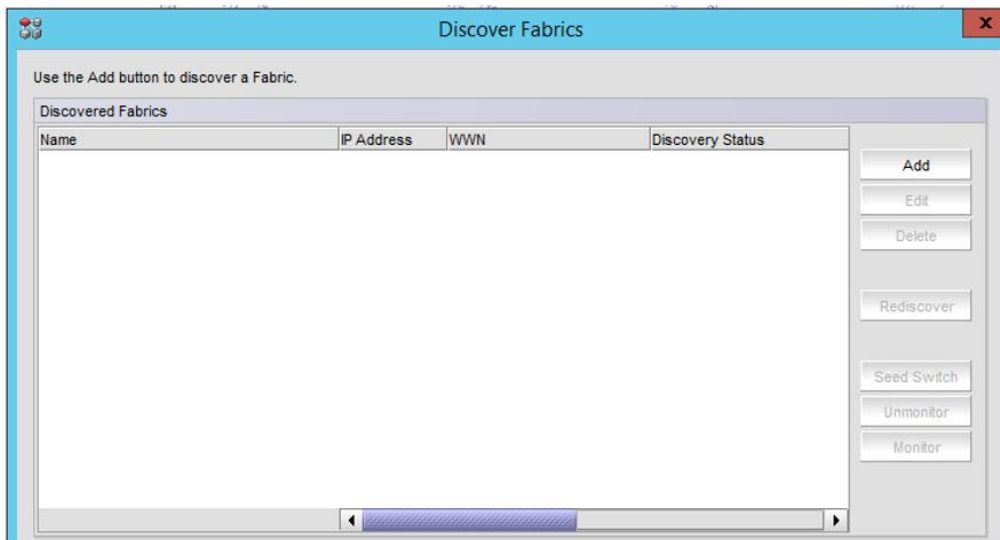 Discover Fabrics
x
Use the Add button to discover a Fabric.
Discovered Fabrics
Name IP Address WWN Discovery Status
Add
Edit
Delete
Rediscover
Seed Switch
Unmonitor
Monitor